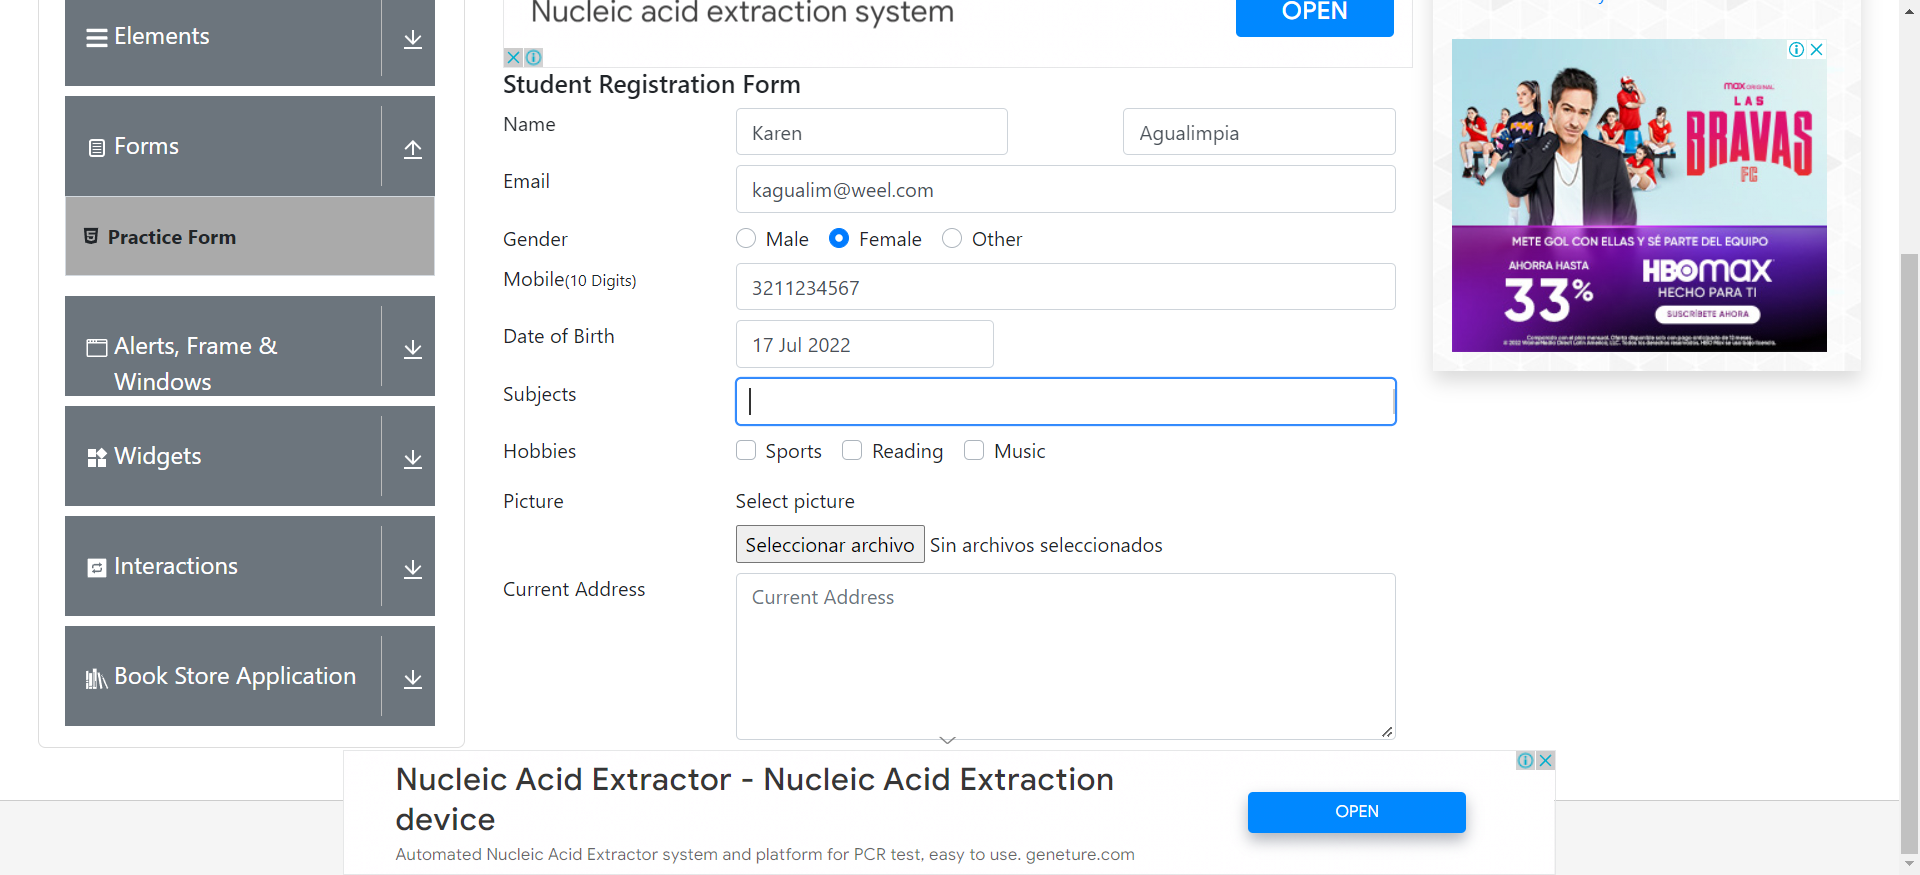 Elements
Forms
Practice Form
Alerts, Frame &
Windows
Widgets
Interactions
Book Store Application
Nucleic acid extraction system
OPEN
Student Registration Form
Name
Karen
Agualimpia
Email
kagualim@weel.com
Gender
Male
Female
Other
Mobile(10 Digits)
3211234567
Date of Birth
17 Jul 2022
Subjects
Hobbies
Sports
Reading
Music
Picture
Select picture
Seleccionar archivo
Sin archivos seleccionados
Current Address
Current Address
max ORIGINAL
LAS
BRAVAS
FC
METE GOL CON ELLAS Y SÉ PARTE DEL EQUIPO
AHORRA HASTA
33%
HBOmax
HECHO PARA TI
SUSCRÍBETE AHORA
Nucleic Acid Extractor - Nucleic Acid Extraction
device
Automated Nucleic Acid Extractor system and platform for PCR test, easy to use. geneture.com
OPEN